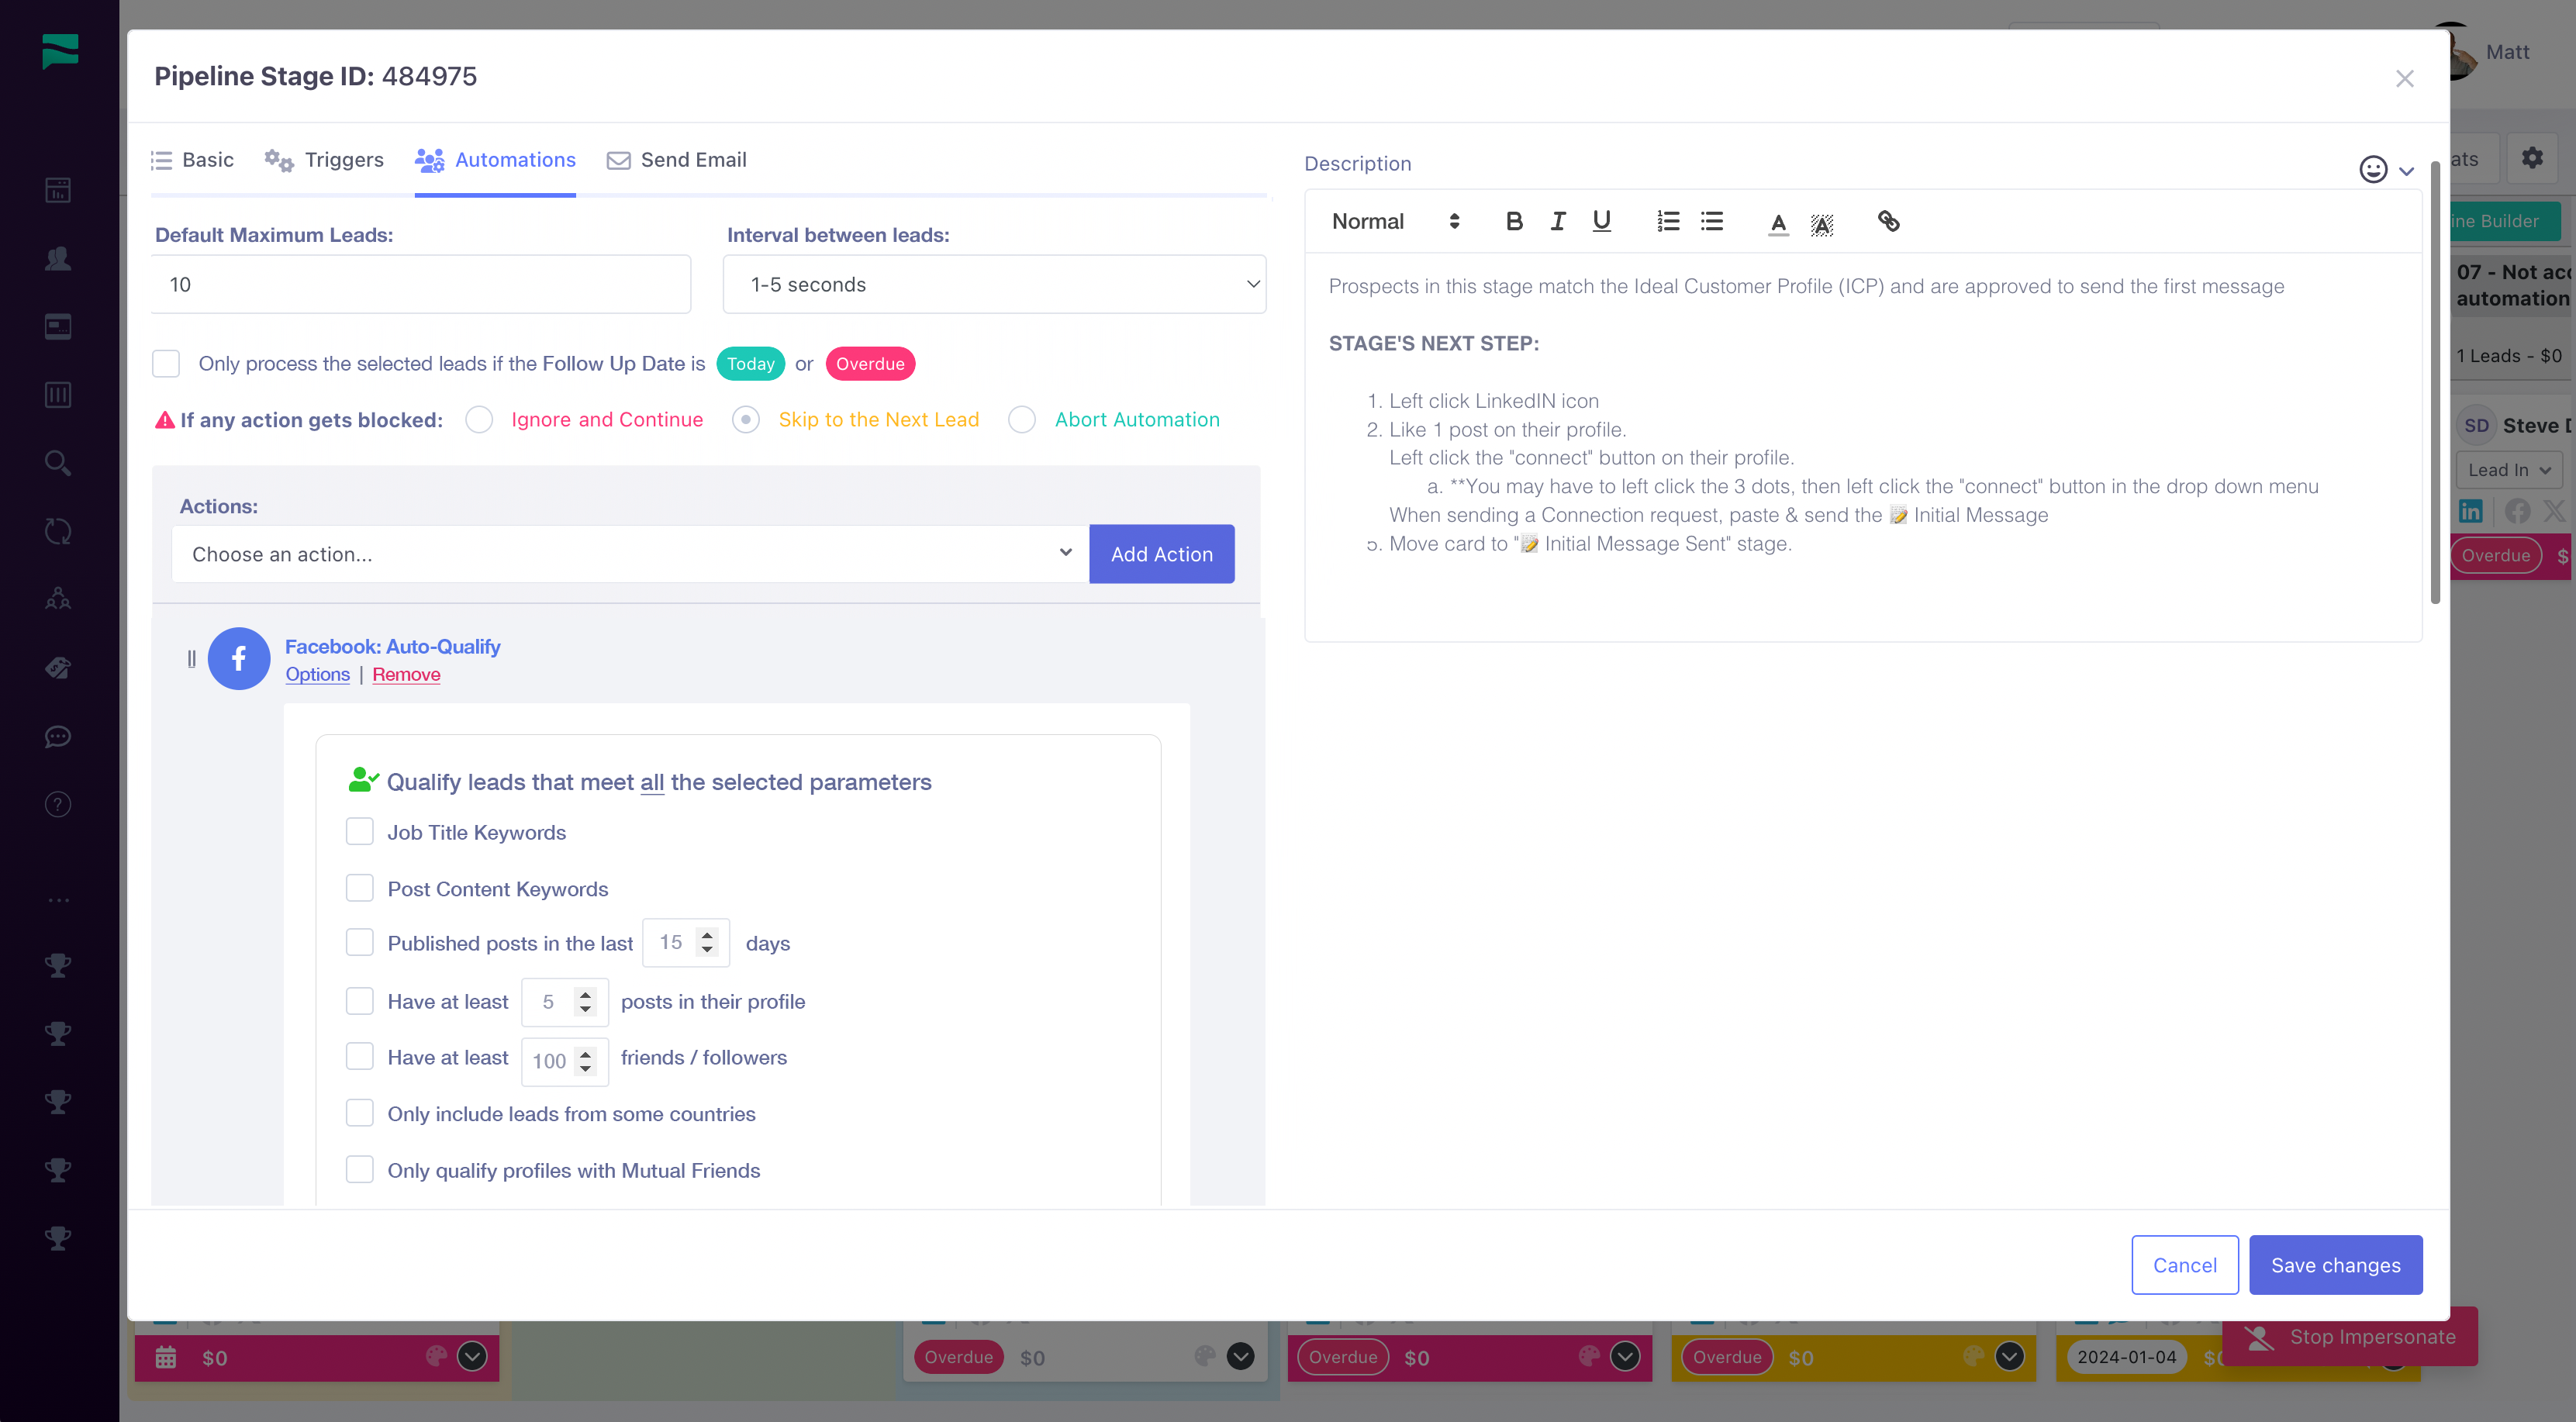 Pipeline Stage ID: 484975
Matt
Basic
Triggers
Automations
Send Email
Default Maximum Leads:
Interval between leads:
10
1-5 seconds
Only process the selected leads if the Follow Up Date is Today or Overdue
If any action gets blocked: Ignore and Continue Skip to the Next Lead Abort Automation
Actions:
Choose an action...
Add Action
Facebook: Auto-Qualify
Options | Remove
Qualify leads that meet all the selected parameters
Job Title Keywords
Post Content Keywords
Published posts in the last 15 days
Have at least 5 posts in their profile
Have at least 100 friends / followers
Only include leads from some countries
Only qualify profiles with Mutual Friends
Description
Normal
Prospects in this stage match the Ideal Customer Profile (ICP) and are approved to send the first message
STAGE'S NEXT STEP:
1. Left click LinkedIN icon
2. Like 1 post on their profile.
Left click the "connect" button on their profile.
a. **You may have to left click the 3 dots, then left click the "connect" button in the drop down menu
When sending a Connection request, paste & send the 📝 Initial Message
5. Move card to "📝 Initial Message Sent" stage.
Cancel
Save changes
ats
ine Builder
07 - Not acc
automation
1 Leads - $0
SD Steve D
Lead In
Overdue $
$0
Overdue $0
Overdue $0
Overdue $0
2024-01-04 $0
Stop Impersonate